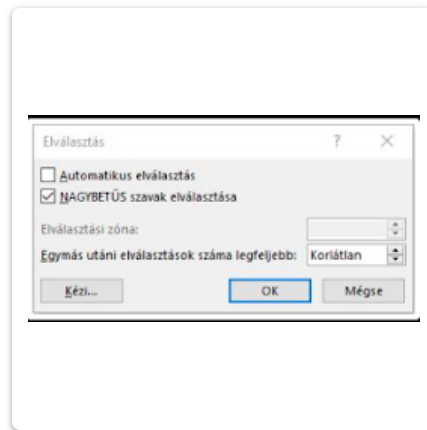 Elválasztás ?
Automatikus elválasztás
NAGYBETŰS szavak elválasztása
Elválasztási zóna:
Egymás utáni elválasztások száma legfeljebb: Korlátlan
Kézi... OK Mégse